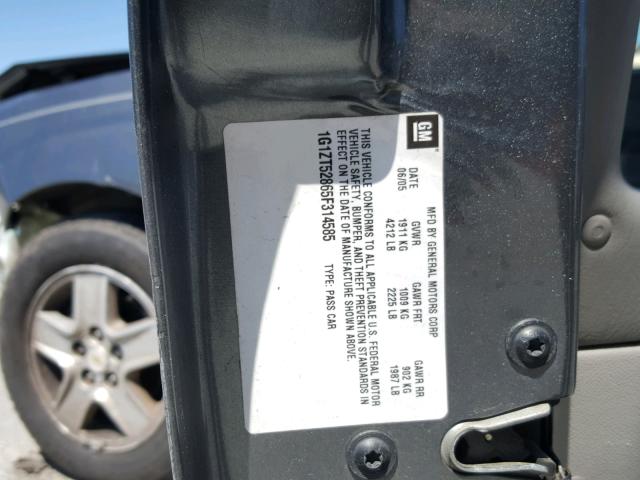 GM
MFD BY GENERAL MOTORS CORP
DATE GVWR GAWR FRT GAWR RR
06/05 1911 KG 1009 KG 902 KG
4212 LB 2225 LB 1987 LB
THIS VEHICLE CONFORMS TO ALL APPLICABLE U.S. FEDERAL MOTOR
VEHICLE SAFETY, BUMPER, AND THEFT PREVENTION STANDARDS IN
EFFECT ON THE DATE OF MANUFACTURE SHOWN ABOVE.
1G1ZT52865F314585 TYPE: PASS CAR